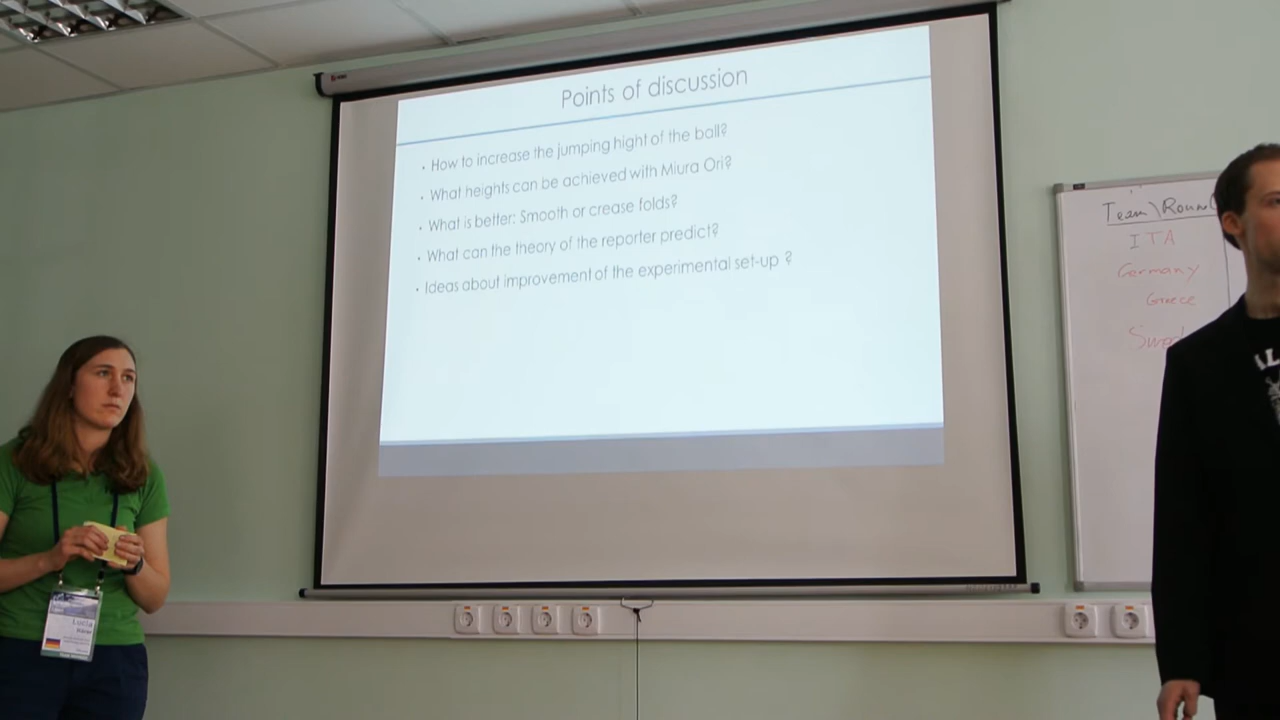 Points of discussion
• How to increase the jumping hight of the ball?
• What heights can be achieved with Miura Ori?
• What is better: Smooth or crease folds?
• What can the theory of the reporter predict?
• Ideas about improvement of the experimental set-up ?
Team\Round
ITA
Germany
Greece
Lucia